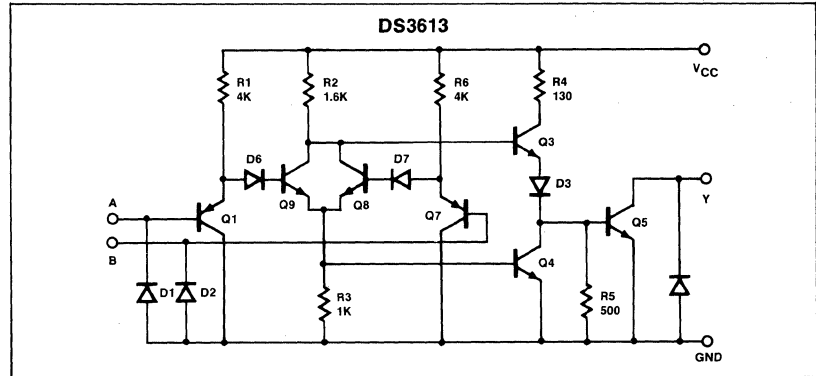 DS3613
R1
4K
R2
1.6K
R6
4K
R4
130
VCC
Q3
D6
D7
D3
Q9
Q8
Y
A
Q1
Q7
Q5
B
Q4
D1
D2
R3
1K
R5
500
GND